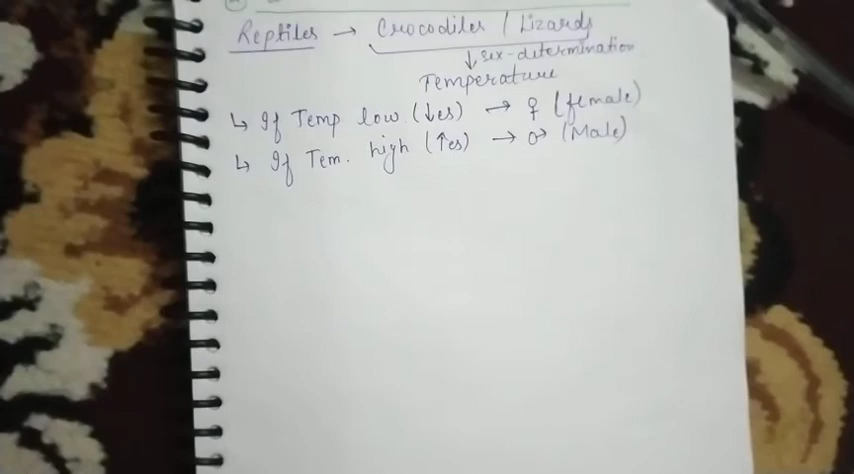 Reptiles → Crocodiles / Lizards
↓ sex-determination
Temperature
↳ If Temp low (↓es) → ♀ (female)
↳ If Tem. high (↑es) → ♂ (Male)